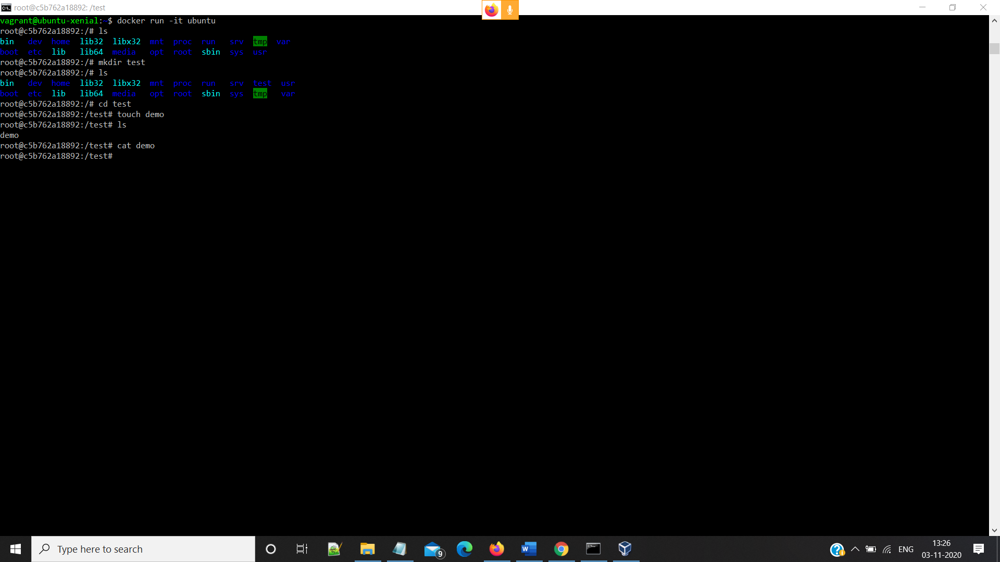 root@c5b762a18892: /test
vagrant@ubuntu-xenial:~$ docker run -it ubuntu
root@c5b762a18892:/# ls
bin   dev  home  lib32  libx32  mnt  proc  run   srv  tmp  var
boot  etc  lib   lib64  media   opt  root  sbin  sys  usr
root@c5b762a18892:/# mkdir test
root@c5b762a18892:/# ls
bin   dev  home  lib32  libx32  mnt  proc  run   srv  test  usr
boot  etc  lib   lib64  media   opt  root  sbin  sys  tmp   var
root@c5b762a18892:/# cd test
root@c5b762a18892:/test# touch demo
root@c5b762a18892:/test# ls
demo
root@c5b762a18892:/test# cat demo
root@c5b762a18892:/test#
Type here to search
9
ENG
13:26
03-11-2020